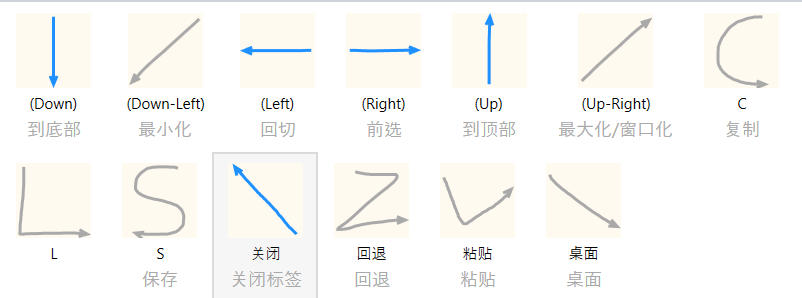 (Down) (Down-Left) (Left) (Right) (Up) (Up-Right) C
到底部 最小化 回切 前选 到顶部 最大化/窗口化 复制
L S 关闭 回退 粘贴 桌面
保存 关闭标签 回退 粘贴 桌面